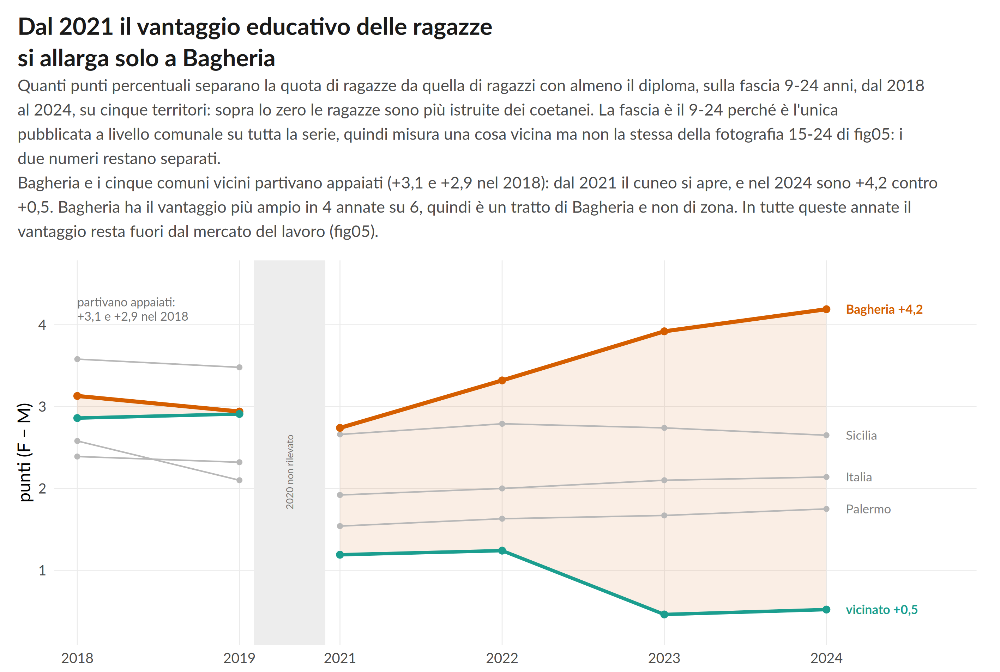 Dal 2021 il vantaggio educativo delle ragazze
si allarga solo a Bagheria
Quanti punti percentuali separano la quota di ragazze da quella di ragazzi con almeno il diploma, sulla fascia 9-24 anni, dal 2018
al 2024, su cinque territori: sopra lo zero le ragazze sono più istruite dei coetanei. La fascia è il 9-24 perché è l'unica
pubblicata a livello comunale su tutta la serie, quindi misura una cosa vicina ma non la stessa della fotografia 15-24 di fig05: i
due numeri restano separati.
Bagheria e i cinque comuni vicini partivano appaiati (+3,1 e +2,9 nel 2018): dal 2021 il cuneo si apre, e nel 2024 sono +4,2 contro
+0,5. Bagheria ha il vantaggio più ampio in 4 annate su 6, quindi è un tratto di Bagheria e non di zona. In tutte queste annate il
vantaggio resta fuori dal mercato del lavoro (fig05).
partivano appaiati:
+3,1 e +2,9 nel 2018
Bagheria +4,2
4
3
2
1
punti (F – M)
2020 non rilevato
Sicilia
Italia
Palermo
vicinato +0,5
2018
2019
2021
2022
2023
2024